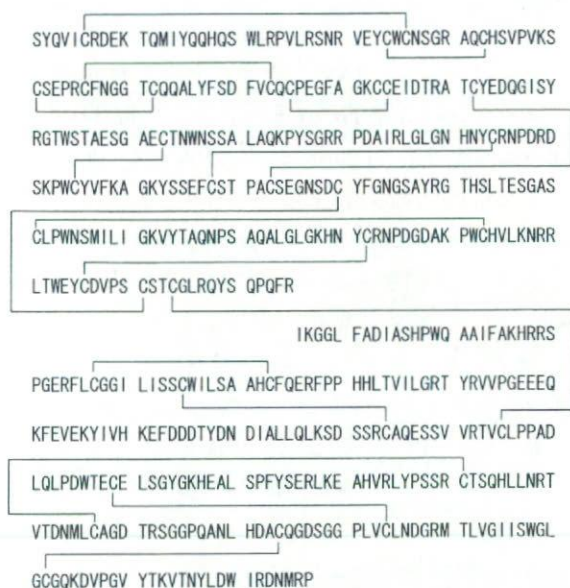 SYQVICRDEK TQMIYQQHQS WLRPVLRSNR VEYCWCNSGR AQCHSVPVKS
CSEPRCFNGG TCQQALYFSD FVCQCPEGFA GKCCEIDTRA TCYEDQGISY
RGTWSTAESG AECTNWNSSA LAQKPYSGRR PDAIRLGLGN HNYCRNPDRD
SKPWCYVFKA GKYSSEFCST PACSEGNSDC YFGNGSAYRG THSLTESGAS
CLPWNSMILI GKVYTAQNPS AQALGLGKHN YCRNPDGDAK PWCHVLKNRR
LTWEYCDVPS CSTCGLRQYS QPQFR
IKGGL FADIASHPWQ AAIFAKHRRS
PGERFLCGGI LISSCWILSA AHCFQERFPP HHLTVILGRT YRVVPGEEEQ
KFEVEKYIVH KEFDDDTYDN DIALLQLKSD SSRCAQESSV VRTVCLPPAD
LQLPDWTECE LSGYGKHEAL SPFYSERLKE AHVRLYPSSR CTSQHLLNRT
VTDNMLCAGD TRSGGPQANL HDACQGDSGG PLVCLNDGRM TLVGIISWGL
GCGQKDVPGV YTKVTNYLDW IRDNMRP